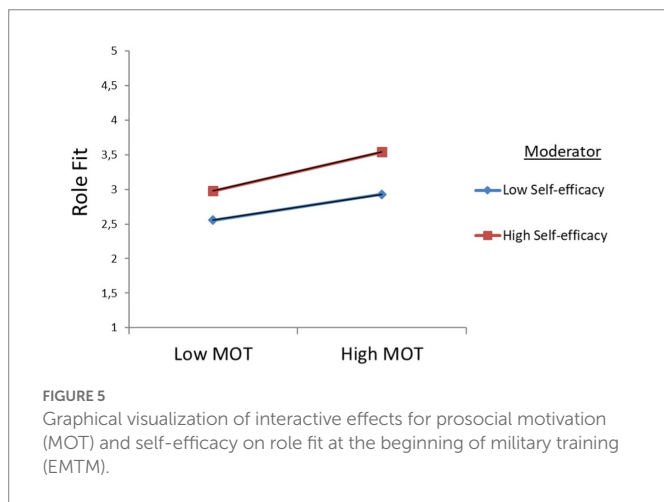 5
4,5
4
3,5
3
2,5
2
1,5
1
Role Fit
Low MOT High MOT
Moderator
Low Self-efficacy
High Self-efficacy
FIGURE 5
Graphical visualization of interactive effects for prosocial motivation
(MOT) and self-efficacy on role fit at the beginning of military training
(EMTM).